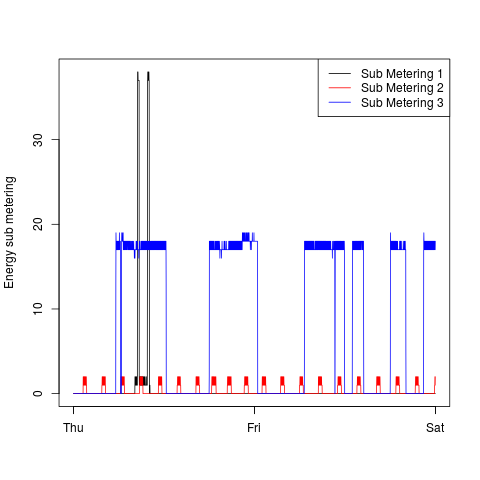 Sub Metering 1
Sub Metering 2
Sub Metering 3
Energy sub metering
30
20
10
0
Thu Fri Sat